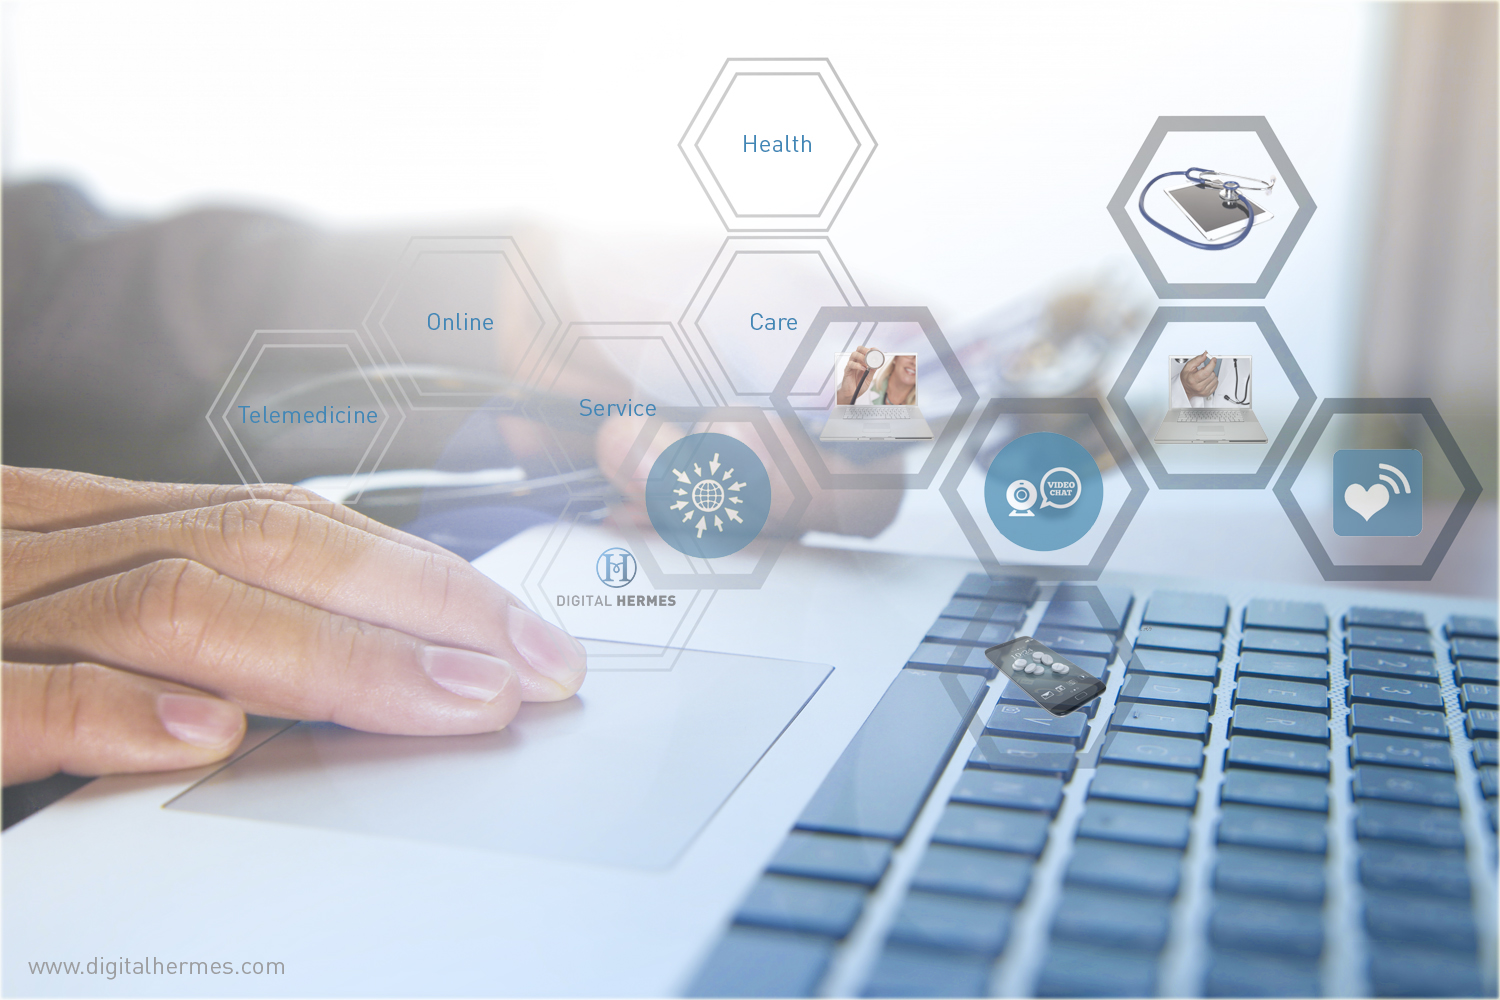 Health
Online
Care
Telemedicine
Service
VIDEO
CHAT
DIGITAL HERMES
www.digitalhermes.com